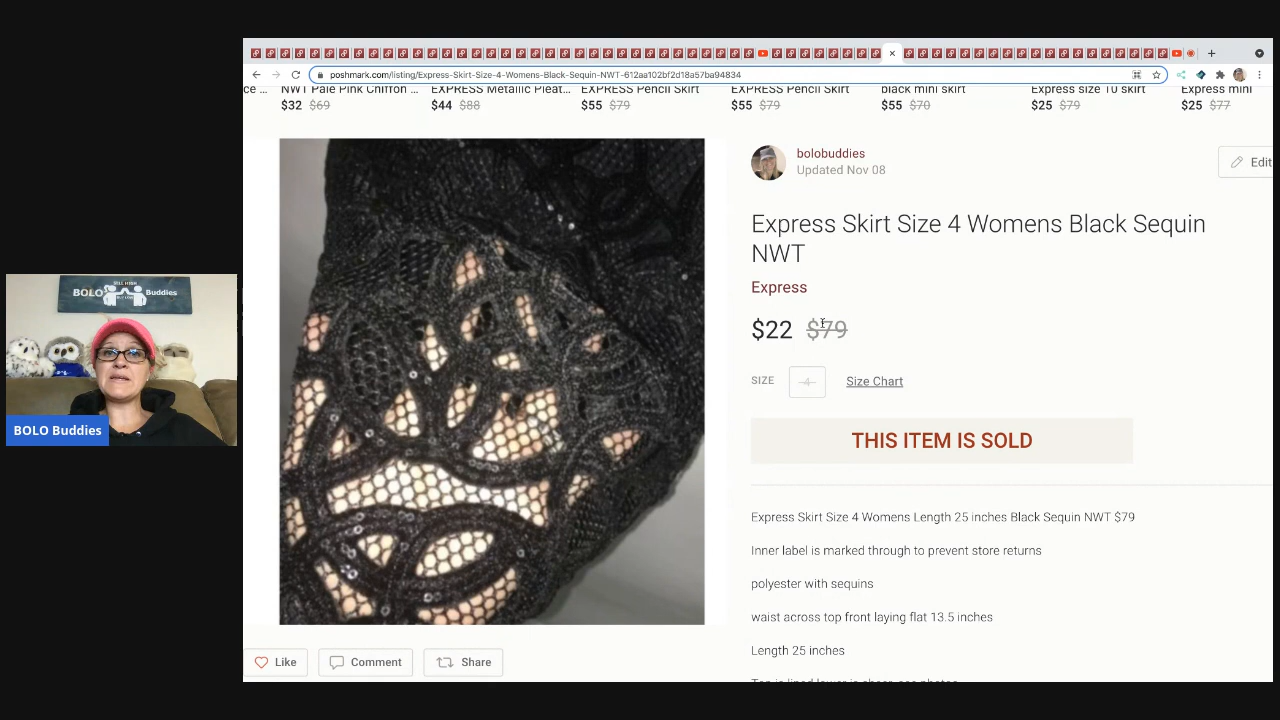 poshmark.com/listing/Express-Skirt-Size-4-Womens-Black-Sequin-NWT-612aa102bf2d18a57ba94834
ce ... NWT Pale Pink Chiffon ... EXPRESS Metallic Pleat... EXPRESS Pencil Skirt EXPRESS Pencil Skirt black mini skirt Express size 10 skirt Express mini
$32 $69 $44 $88 $55 $79 $55 $79 $55 $70 $25 $79 $25 $77
bolobuddies
Updated Nov 08
Edit
Express Skirt Size 4 Womens Black Sequin
NWT
Express
$22 $79
SIZE 4 Size Chart
THIS ITEM IS SOLD
Express Skirt Size 4 Womens Length 25 inches Black Sequin NWT $79
Inner label is marked through to prevent store returns
polyester with sequins
waist across top front laying flat 13.5 inches
Length 25 inches
Like Comment Share
SELL HIGH
BOLO Buddies
BOLO Buddies